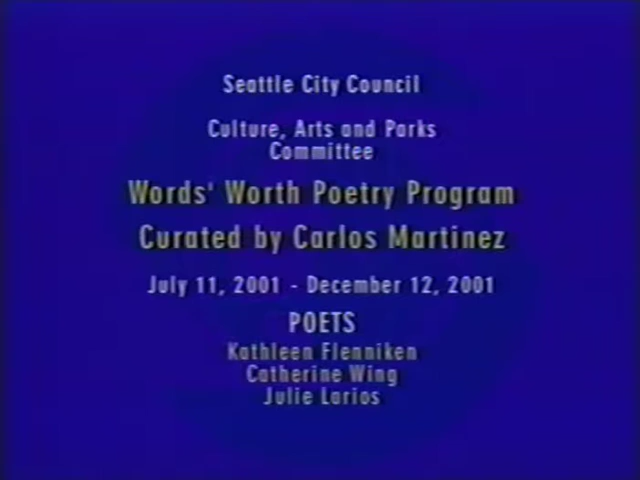 Seattle City Council
Culture, Arts and Parks
Committee
Words' Worth Poetry Program
Curated by Carlos Martinez
July 11, 2001 - December 12, 2001
POETS
Kathleen Flenniken
Catherine Wing
Julie Larios